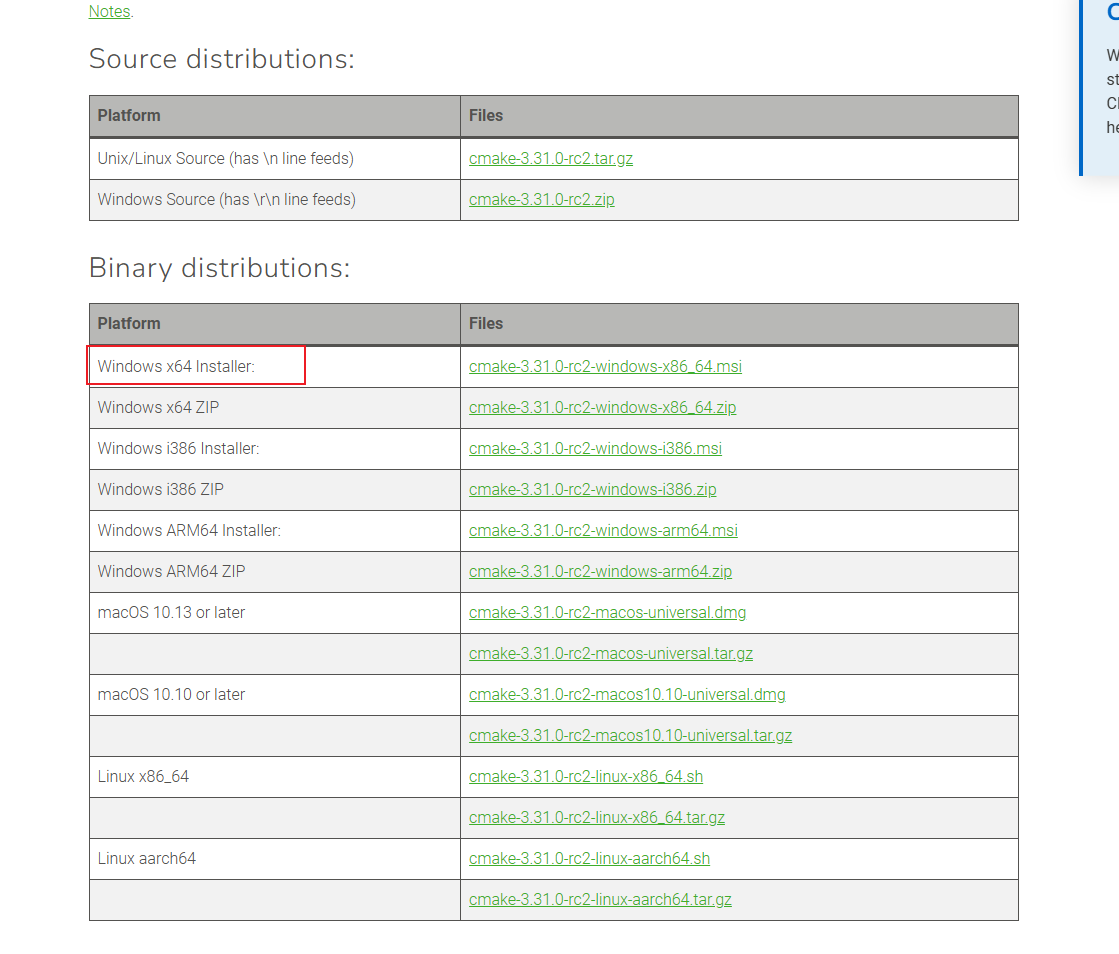 Notes.
Source distributions:
Platform Files
Unix/Linux Source (has \n line feeds) cmake-3.31.0-rc2.tar.gz
Windows Source (has \r\n line feeds) cmake-3.31.0-rc2.zip
Binary distributions:
Platform Files
Windows x64 Installer: cmake-3.31.0-rc2-windows-x86_64.msi
Windows x64 ZIP cmake-3.31.0-rc2-windows-x86_64.zip
Windows i386 Installer: cmake-3.31.0-rc2-windows-i386.msi
Windows i386 ZIP cmake-3.31.0-rc2-windows-i386.zip
Windows ARM64 Installer: cmake-3.31.0-rc2-windows-arm64.msi
Windows ARM64 ZIP cmake-3.31.0-rc2-windows-arm64.zip
macOS 10.13 or later cmake-3.31.0-rc2-macos-universal.dmg
cmake-3.31.0-rc2-macos-universal.tar.gz
macOS 10.10 or later cmake-3.31.0-rc2-macos10.10-universal.dmg
cmake-3.31.0-rc2-macos10.10-universal.tar.gz
Linux x86_64 cmake-3.31.0-rc2-linux-x86_64.sh
cmake-3.31.0-rc2-linux-x86_64.tar.gz
Linux aarch64 cmake-3.31.0-rc2-linux-aarch64.sh
cmake-3.31.0-rc2-linux-aarch64.tar.gz